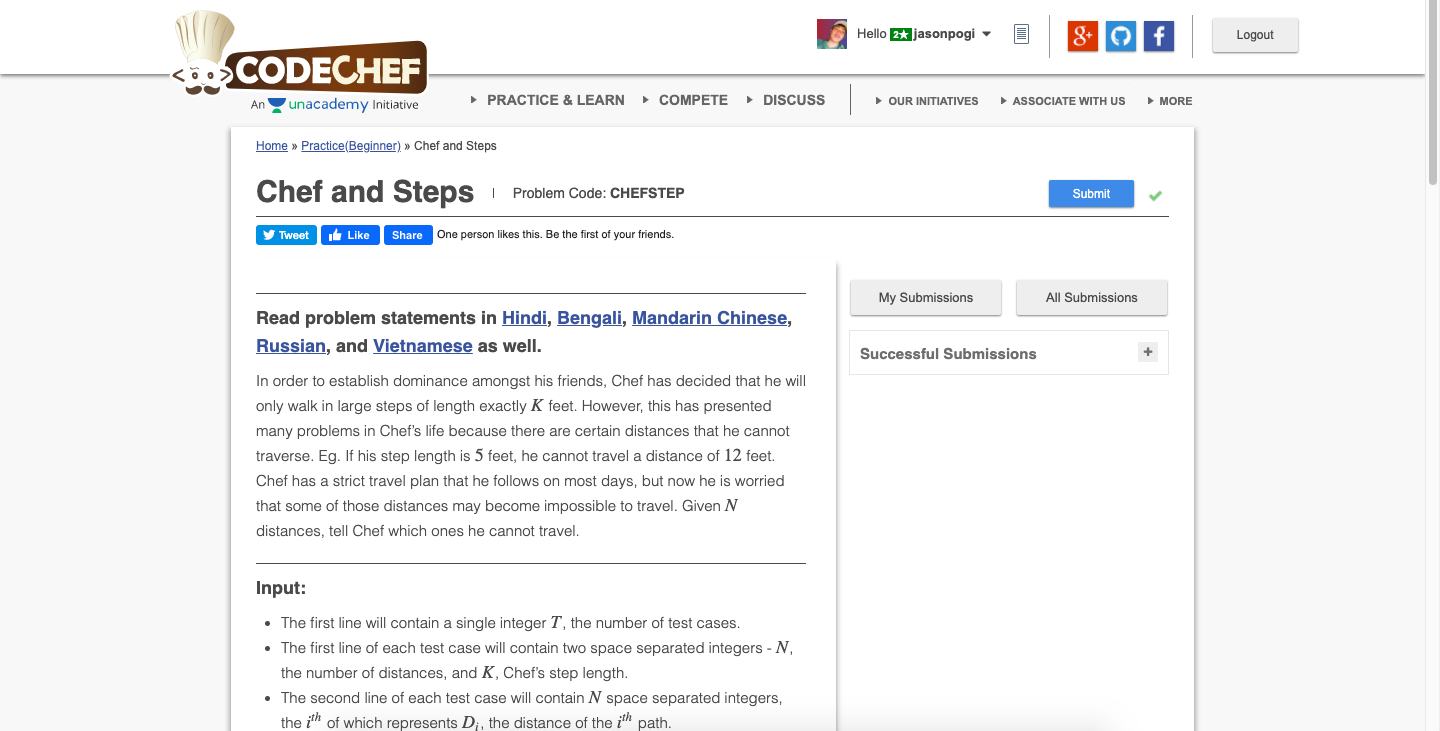 Hello 2★ jasonpogi
Logout
CODECHEF
An unacademy Initiative
PRACTICE & LEARN COMPETE DISCUSS OUR INITIATIVES ASSOCIATE WITH US MORE
Home » Practice(Beginner) » Chef and Steps
Chef and Steps | Problem Code: CHEFSTEP
Submit
Tweet Like Share One person likes this. Be the first of your friends.
My Submissions All Submissions
Successful Submissions +
Read problem statements in Hindi, Bengali, Mandarin Chinese,
Russian, and Vietnamese as well.
In order to establish dominance amongst his friends, Chef has decided that he will
only walk in large steps of length exactly K feet. However, this has presented
many problems in Chef's life because there are certain distances that he cannot
traverse. Eg. If his step length is 5 feet, he cannot travel a distance of 12 feet.
Chef has a strict travel plan that he follows on most days, but now he is worried
that some of those distances may become impossible to travel. Given N
distances, tell Chef which ones he cannot travel.
Input:
• The first line will contain a single integer T, the number of test cases.
• The first line of each test case will contain two space separated integers - N,
the number of distances, and K, Chef's step length.
• The second line of each test case will contain N space separated integers,
the i^th of which represents D_i, the distance of the i^th path.